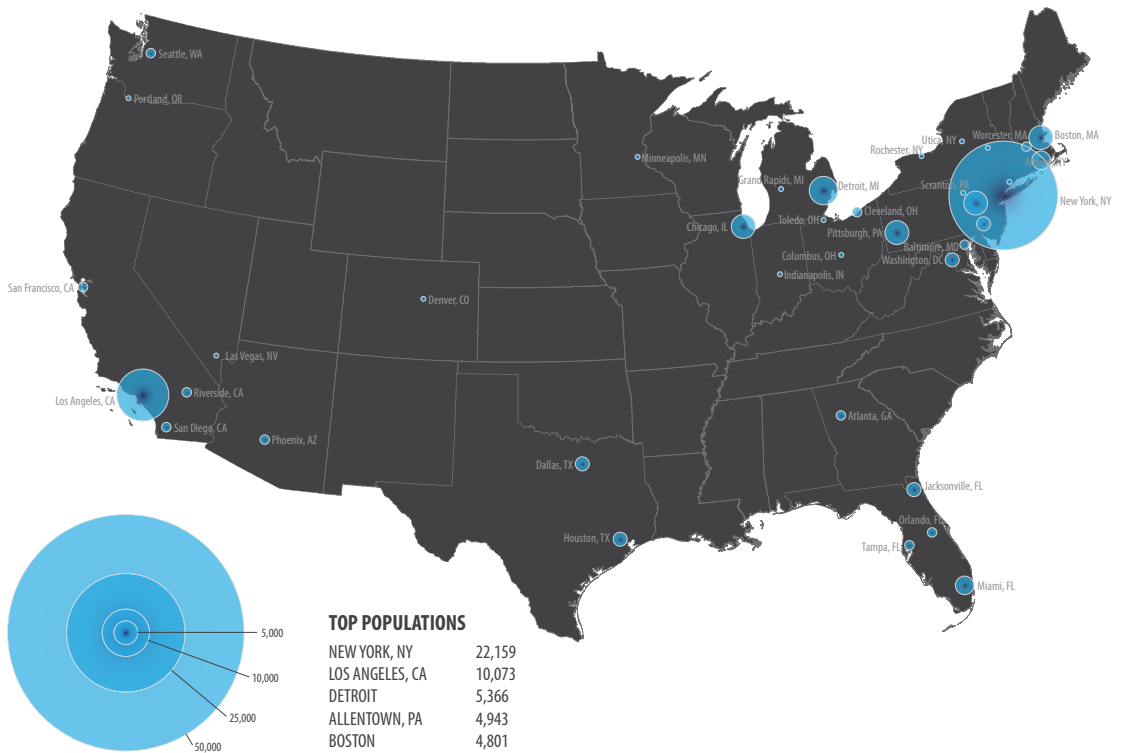 Seattle, WA
Portland, OR
Minneapolis, MN
Utica, NY
Worcester, MA
Boston, MA
Rochester, NY
Albany, NY
Grand Rapids, MI
Detroit, MI
Scranton, PA
New York, NY
Cleveland, OH
Toledo, OH
Chicago, IL
Pittsburgh, PA
Baltimore, MD
Columbus, OH
Washington, DC
Indianapolis, IN
San Francisco, CA
Denver, CO
Las Vegas, NV
Riverside, CA
Los Angeles, CA
San Diego, CA
Phoenix, AZ
Atlanta, GA
Dallas, TX
Jacksonville, FL
Orlando, FL
Houston, TX
Tampa, FL
Miami, FL
5,000
10,000
25,000
50,000
TOP POPULATIONS
NEW YORK, NY 22,159
LOS ANGELES, CA 10,073
DETROIT 5,366
ALLENTOWN, PA 4,943
BOSTON 4,801